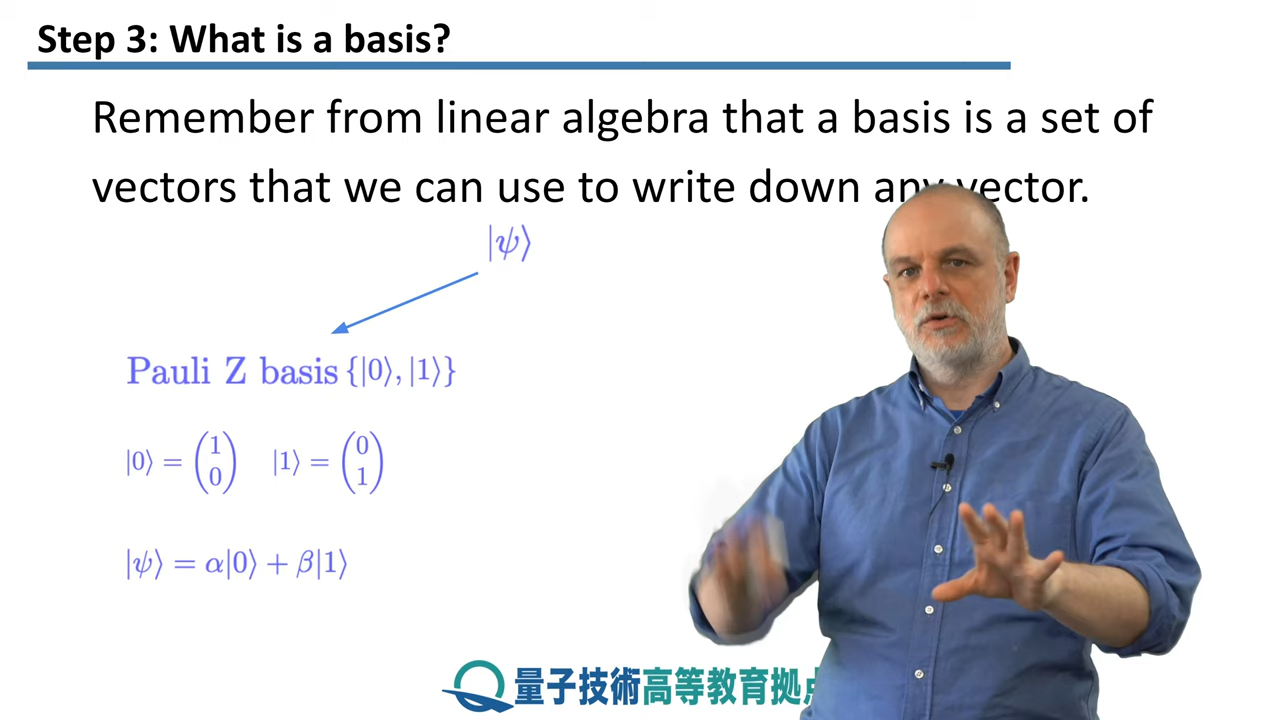 Step 3: What is a basis?
Remember from linear algebra that a basis is a set of
vectors that we can use to write down any vector.
|ψ⟩
Pauli Z basis {|0⟩, |1⟩}
|0⟩ = (1 0) |1⟩ = (0 1)
|ψ⟩ = α|0⟩ + β|1⟩
量子技術高等教育拠点